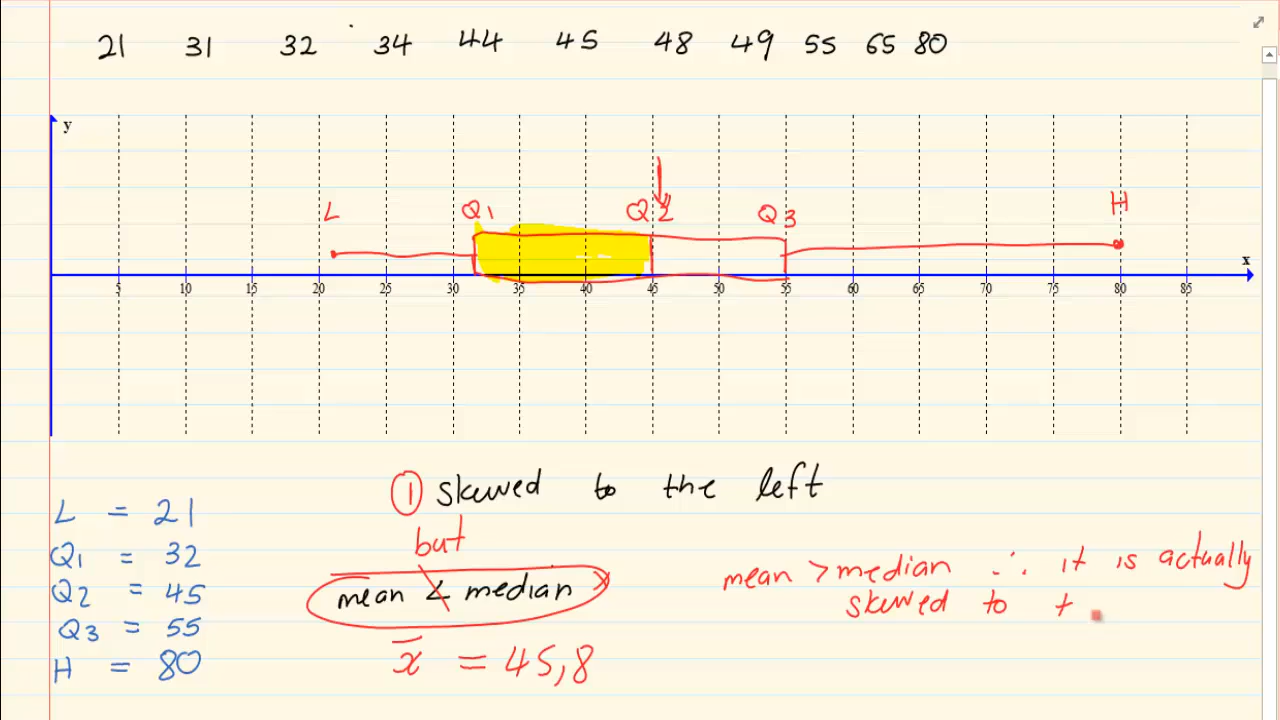 21 31 32 34 44 45 48 49 55 65 80
y
L Q1 Q2 Q3 H
x
5 10 15 20 25 30 35 40 45 50 55 60 65 70 75 80 85
① skewed to the left
but
mean < median x
x̄ = 45,8
L = 21
Q1 = 32
Q2 = 45
Q3 = 55
H = 80
mean > median ∴ it is actually
skewed to t